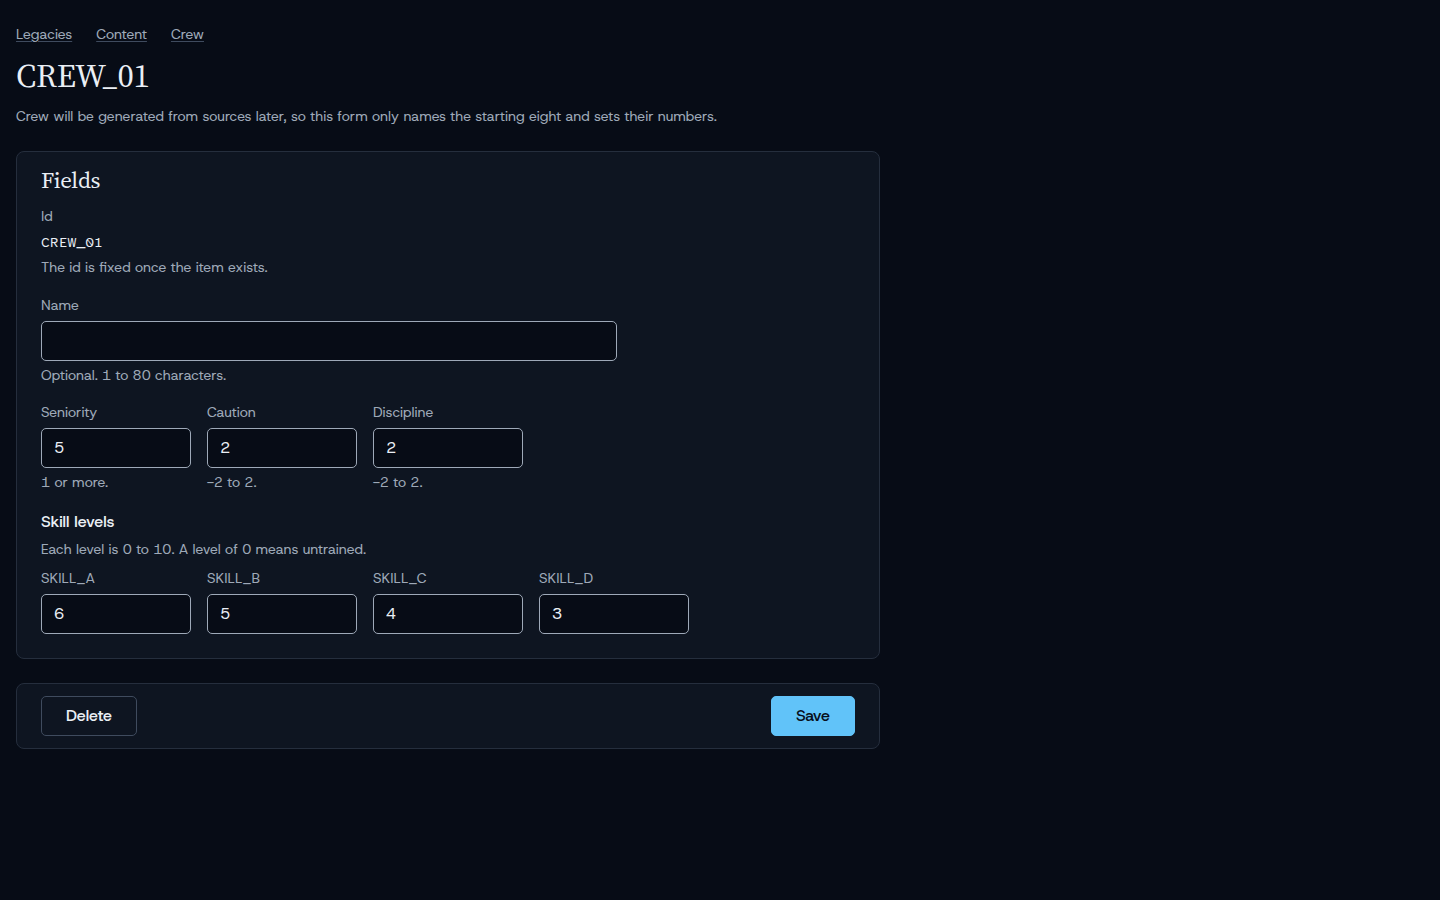 Legacies Content Crew
CREW_01
Crew will be generated from sources later, so this form only names the starting eight and sets their numbers.
Fields
Id
CREW_01
The id is fixed once the item exists.
Name
Optional. 1 to 80 characters.
Seniority Caution Discipline
5 2 2
1 or more. -2 to 2. -2 to 2.
Skill levels
Each level is 0 to 10. A level of 0 means untrained.
SKILL_A SKILL_B SKILL_C SKILL_D
6 5 4 3
Delete Save